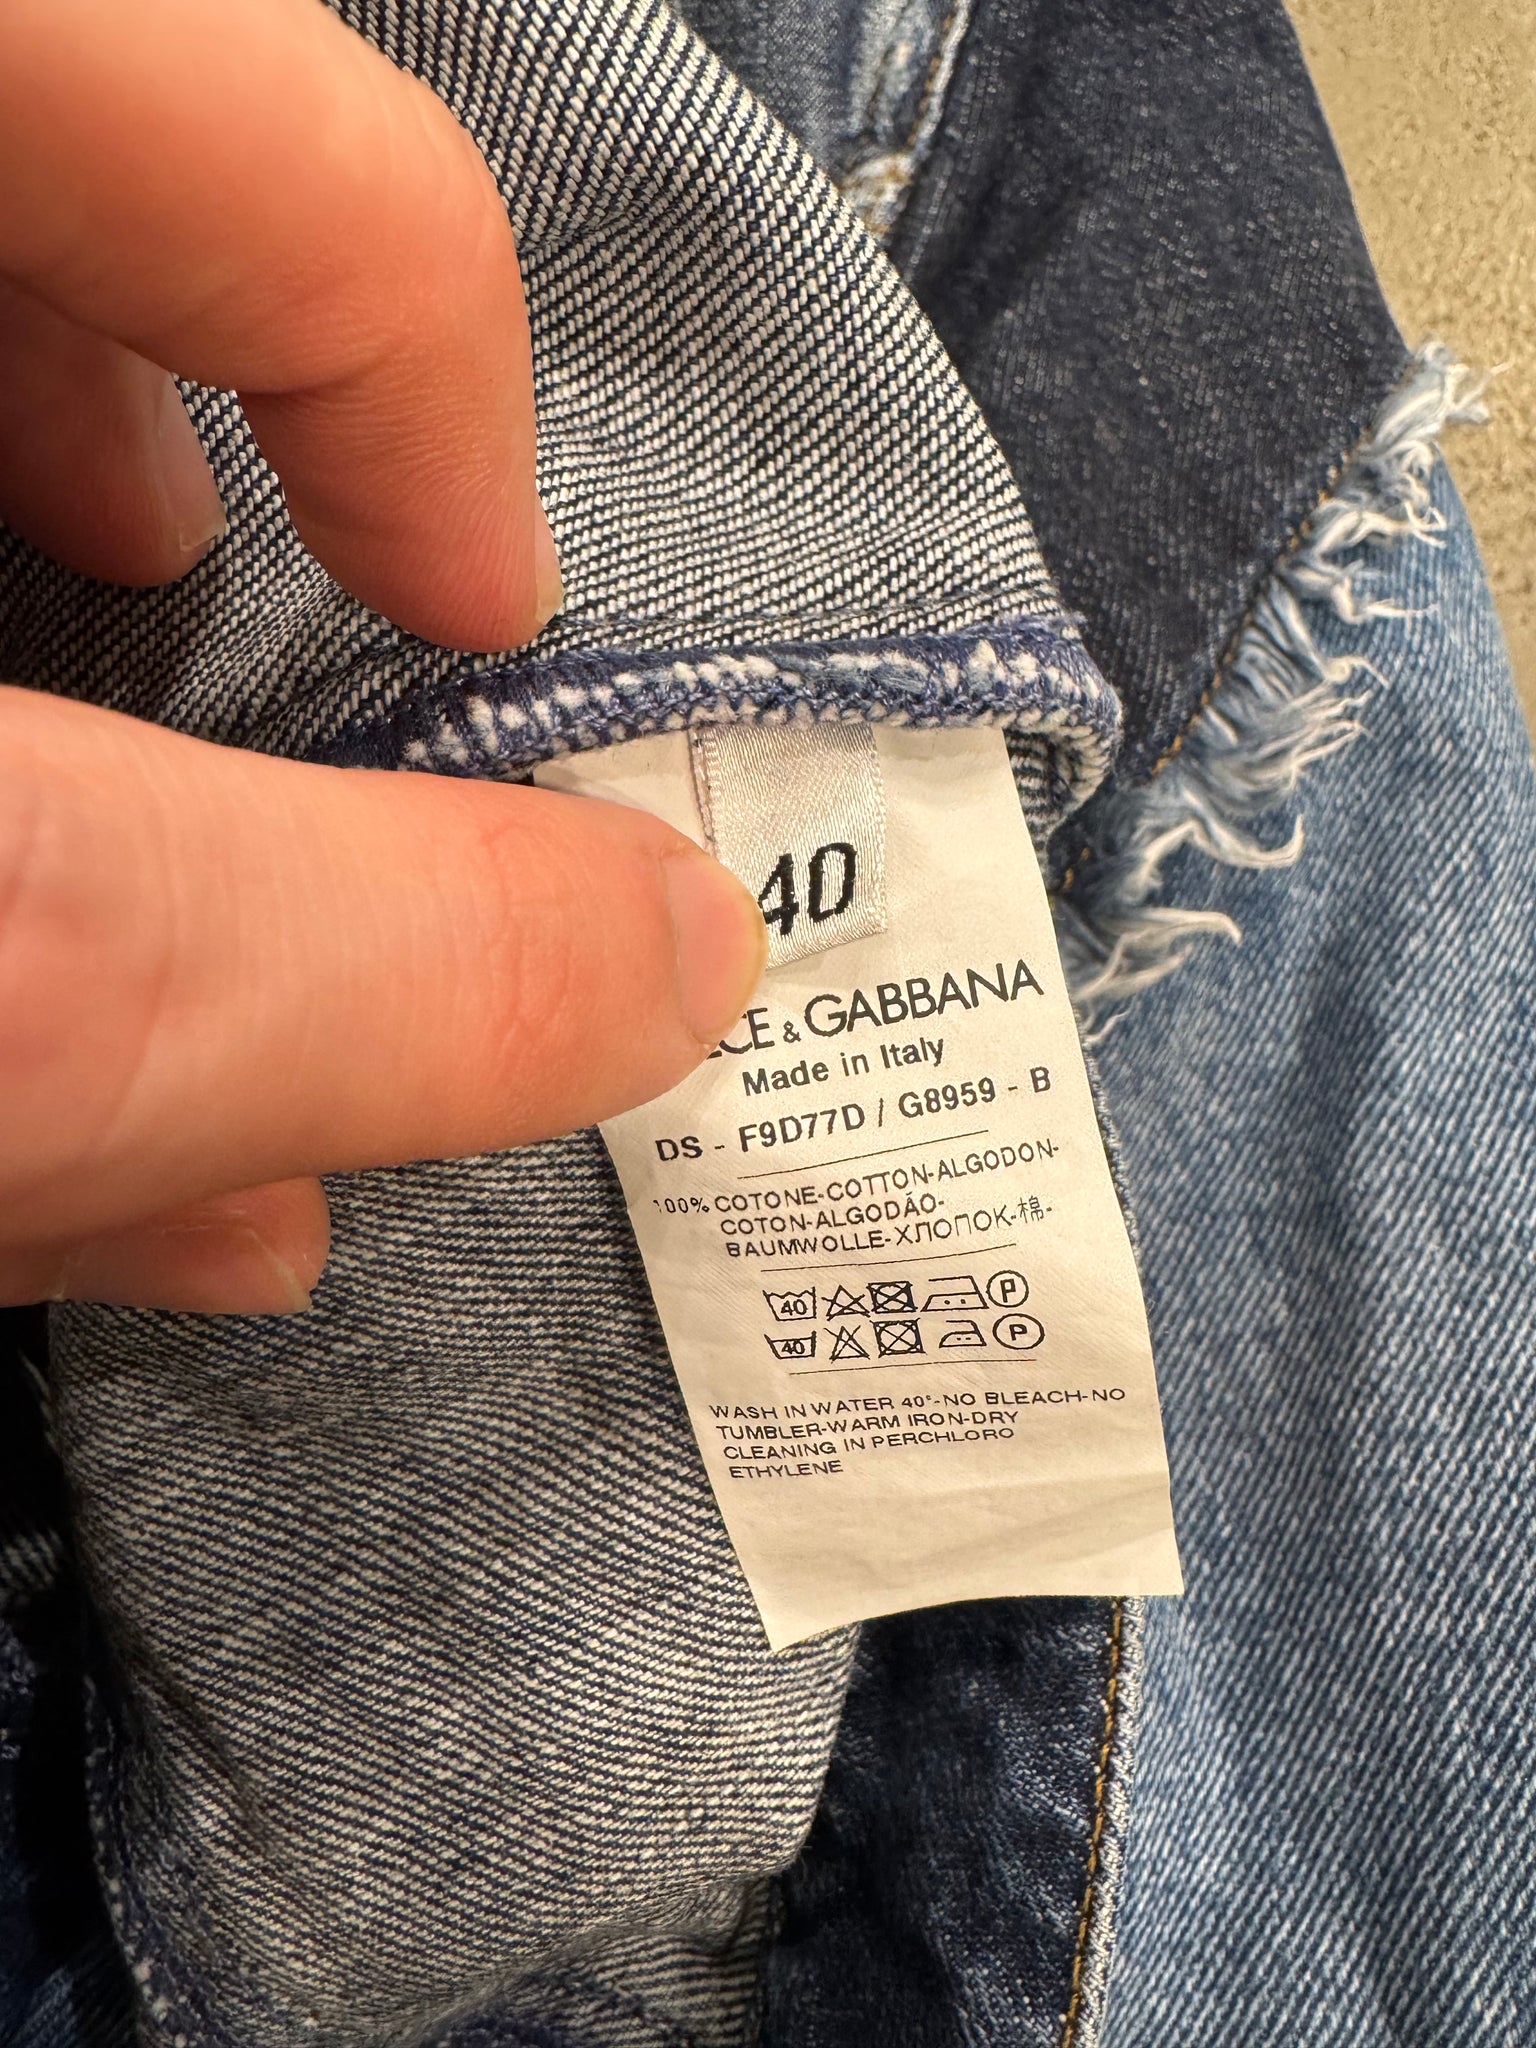 40
& GABBANA
Made in Italy
DS - F9D77D / G8959 - B
100% COTONE-COTTON-ALGODON-
COTON-ALGODÃO-
BAUMWOLLE-ХЛОПОК-棉-
40 P
40 P
WASH IN WATER 40°-NO BLEACH-NO
TUMBLER-WARM IRON-DRY
CLEANING IN PERCHLORO
ETHYLENE